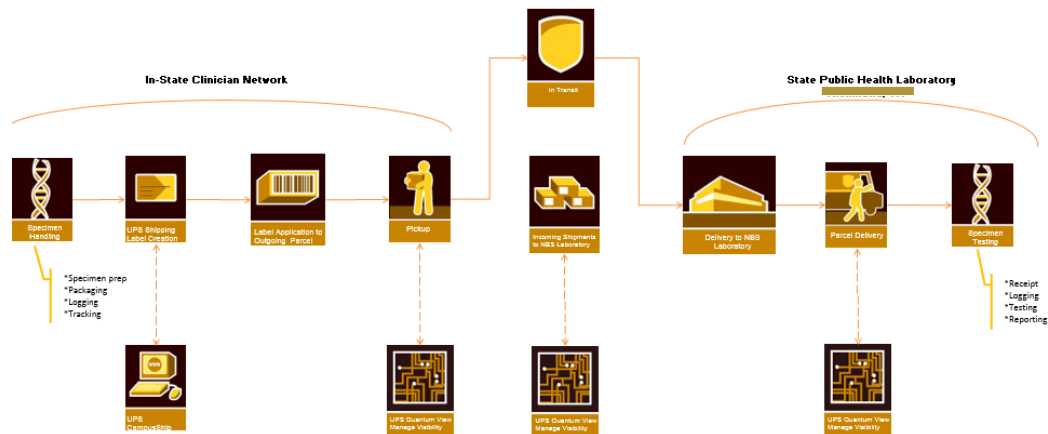 In Transit
In-State Clinician Network
State Public Health Laboratory
Specimen
Handling
UPS Shipping
Label Creation
Label Application to
Outgoing Parcel
Pickup
Incoming Shipments
to NBS Laboratory
Delivery to NBS
Laboratory
Parcel Delivery
Specimen
Testing
*Specimen prep
*Packaging
*Logging
*Tracking
*Receipt
*Logging
*Testing
*Reporting
WWW
UPS
CampusShip
UPS Quantum View
Manage Visibility
UPS Quantum View
Manage Visibility
UPS Quantum View
Manage Visibility